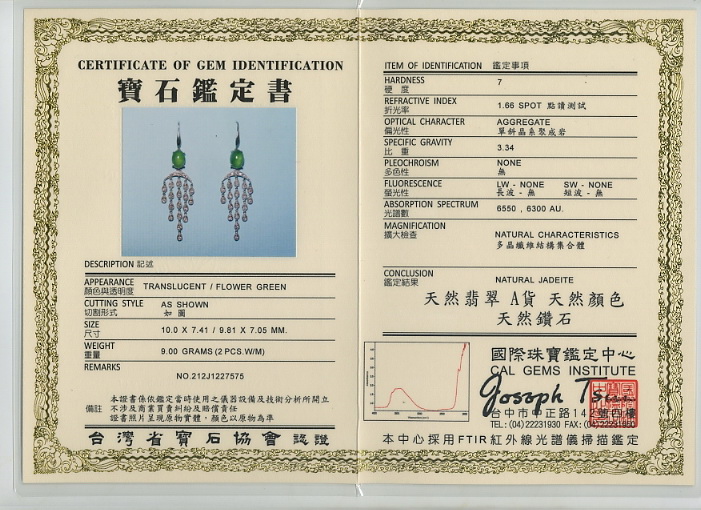 CERTIFICATE OF GEM IDENTIFICATION
寶石鑑定書
DESCRIPTION 記述
APPEARANCE TRANSLUCENT / FLOWER GREEN
顏色與透明度
CUTTING STYLE AS SHOWN
切割形式 如圖
SIZE 10.0 X 7.41 / 9.81 X 7.05 MM.
尺寸
WEIGHT 9.00 GRAMS (2 PCS.W/M)
重量
REMARKS
NO.212J1227575
本證書係依鑑定當時使用之儀器設備及技術分析所開立
備註 不涉及商業買賣糾紛及賠償責任
證書照片呈現原物實體，顏色以原物為準
台灣省寶石協會認證
ITEM OF IDENTIFICATION 鑑定事項
HARDNESS 7
硬度
REFRACTIVE INDEX 1.66 SPOT 點讀測試
折光率
OPTICAL CHARACTER AGGREGATE
偏光性 單斜晶系聚成岩
SPECIFIC GRAVITY 3.34
比重
PLEOCHROISM NONE
多色性 無
FLUORESCENCE LW - NONE SW - NONE
螢光性 長波 - 無 短波 - 無
ABSORPTION SPECTRUM 6550 , 6300 AU.
光譜數
MAGNIFICATION NATURAL CHARACTERISTICS
擴大檢查 多晶纖維結構集合體
CONCLUSION NATURAL JADEITE
鑑定結果
天然翡翠 A貨 天然顏色
天然鑽石
國際珠寶鑑定中心
CAL GEMS INSTITUTE
Joseph Tsui
台中市中正路142號四樓
TEL: (04) 22231930 FAX: (04) 22231950
本中心採用FTIR紅外線光譜儀掃描鑑定